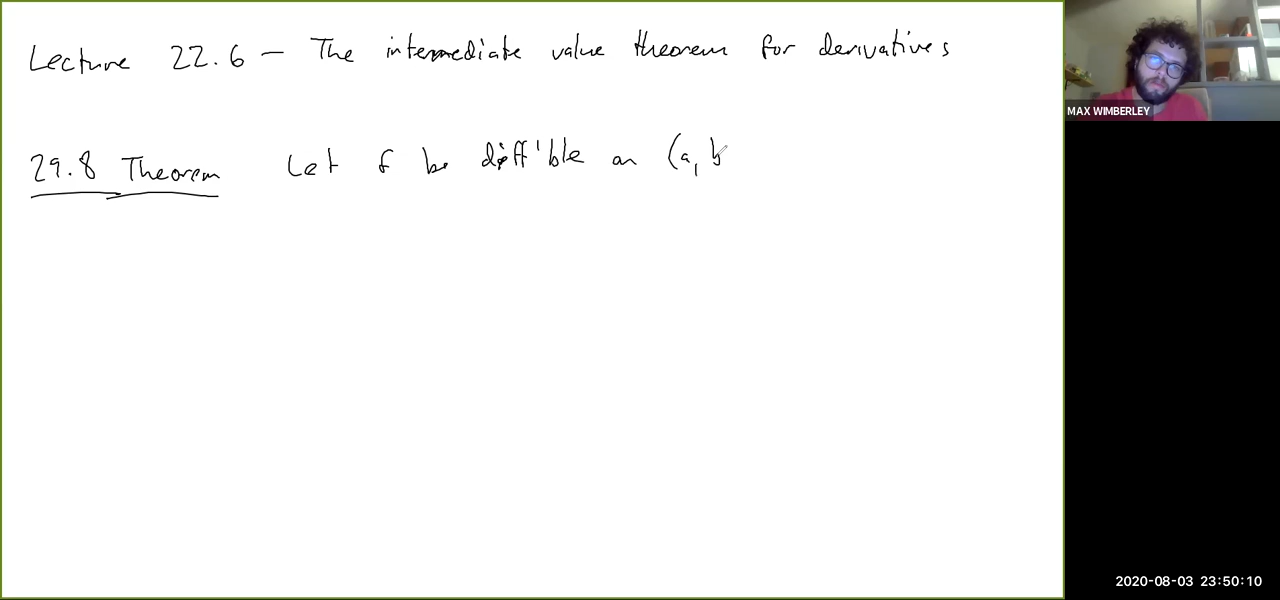 Lecture 22.6 — The intermediate value theorem for derivatives
29.8 Theorem Let f be diff'ble on (a, b
MAX WIMBERLEY
2020-08-03 23:50:10